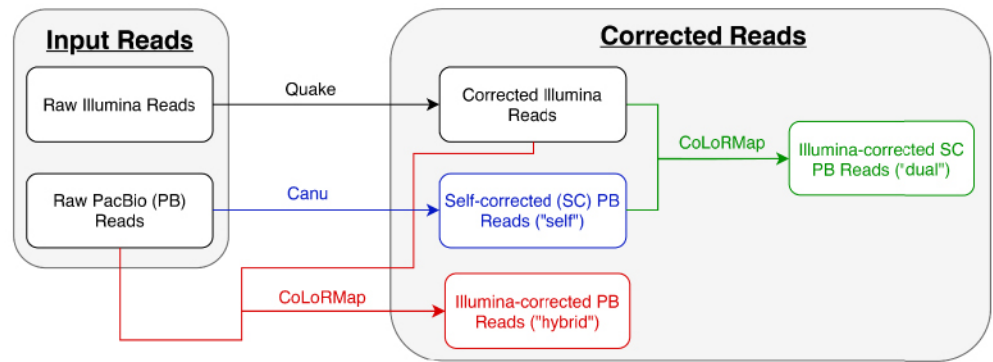 Input Reads
Corrected Reads
Raw Illumina Reads
Quake
Corrected Illumina
Reads
CoLoRMap
Illumina-corrected SC
PB Reads ("dual")
Raw PacBio (PB)
Reads
Canu
Self-corrected (SC) PB
Reads ("self")
CoLoRMap
Illumina-corrected PB
Reads ("hybrid")